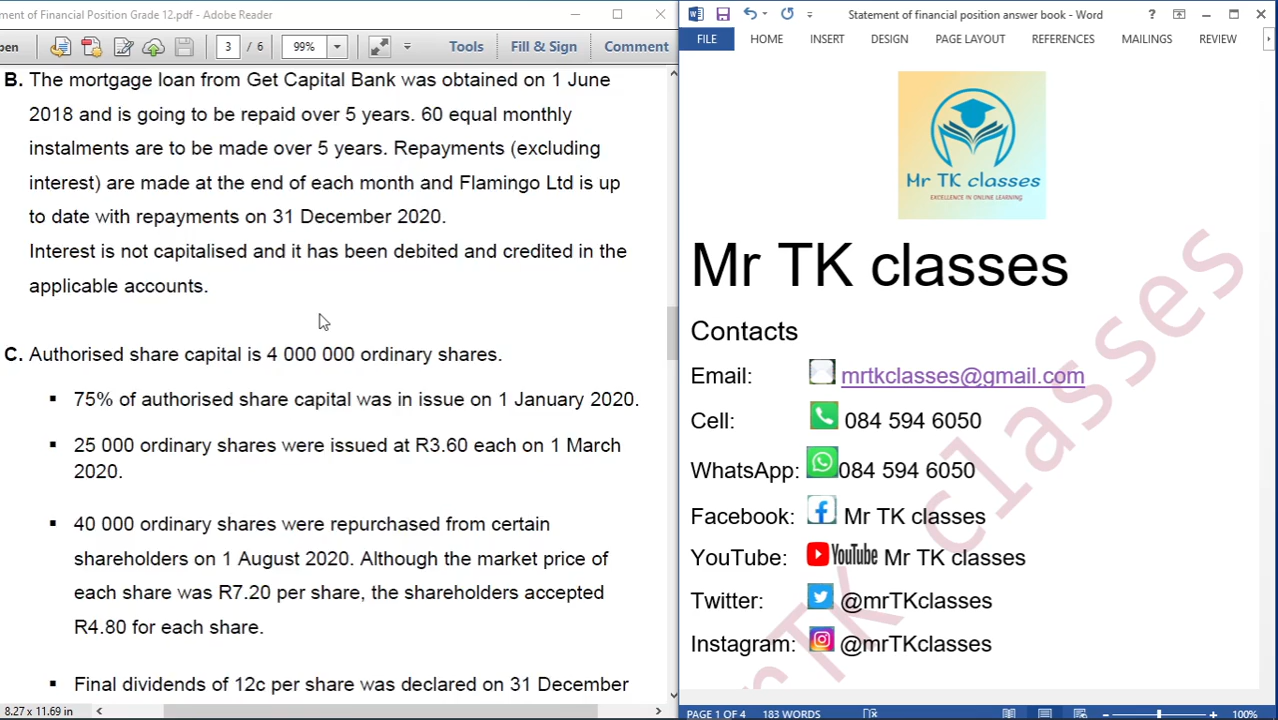 ment of Financial Position Grade 12.pdf - Adobe Reader
pen 3 / 6 99% Tools Fill & Sign Comment
B. The mortgage loan from Get Capital Bank was obtained on 1 June
2018 and is going to be repaid over 5 years. 60 equal monthly
instalments are to be made over 5 years. Repayments (excluding
interest) are made at the end of each month and Flamingo Ltd is up
to date with repayments on 31 December 2020.
Interest is not capitalised and it has been debited and credited in the
applicable accounts.
C. Authorised share capital is 4 000 000 ordinary shares.
▪ 75% of authorised share capital was in issue on 1 January 2020.
▪ 25 000 ordinary shares were issued at R3.60 each on 1 March
2020.
▪ 40 000 ordinary shares were repurchased from certain
shareholders on 1 August 2020. Although the market price of
each share was R7.20 per share, the shareholders accepted
R4.80 for each share.
▪ Final dividends of 12c per share was declared on 31 December
8.27 x 11.69 in
Statement of financial position answer book - Word
FILE HOME INSERT DESIGN PAGE LAYOUT REFERENCES MAILINGS REVIEW
Mr TK classes
EXCELLENCE IN ONLINE LEARNING
Mr TK classes
Contacts
Email: mrtkclasses@gmail.com
Cell: 084 594 6050
WhatsApp: 084 594 6050
Facebook: Mr TK classes
YouTube: YouTube Mr TK classes
Twitter: @mrTKclasses
Instagram: @mrTKclasses
mrTK classes
PAGE 1 OF 4 183 WORDS 100%